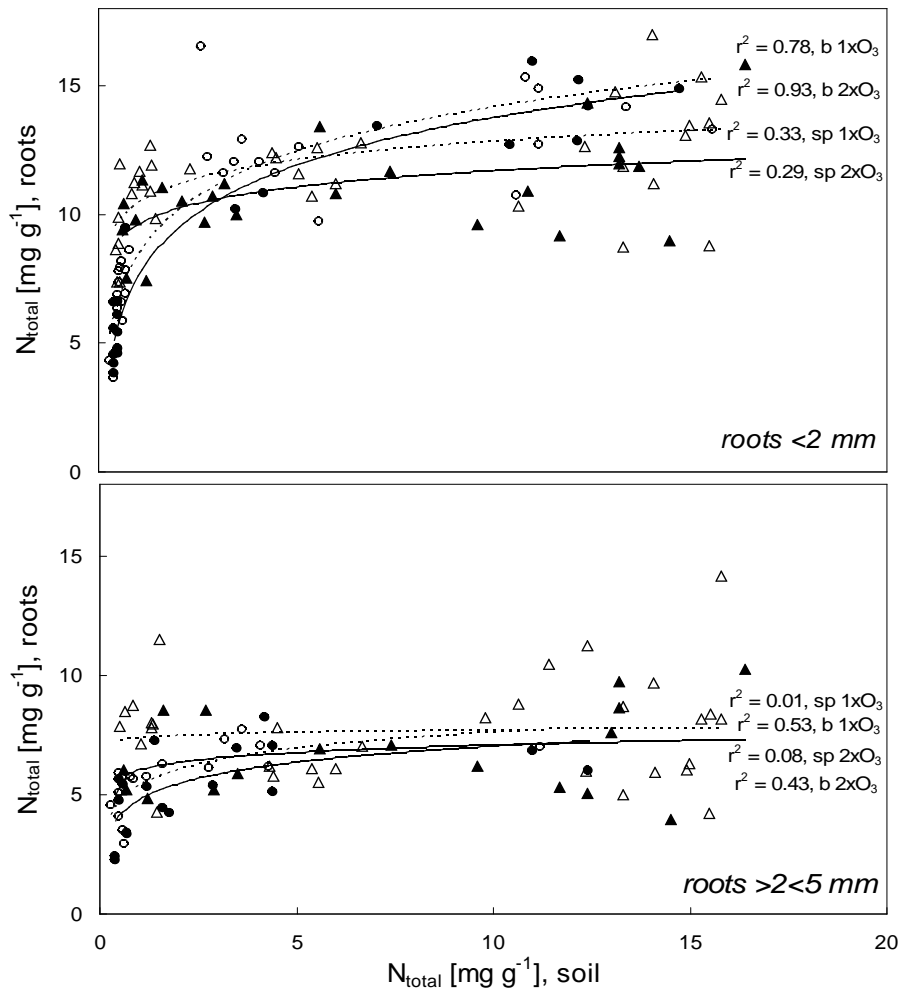 15
10
5
0
N_total [mg g⁻¹], roots
r² = 0.78, b 1xO₃
r² = 0.93, b 2xO₃
r² = 0.33, sp 1xO₃
r² = 0.29, sp 2xO₃
roots <2 mm
15
10
5
0
N_total [mg g⁻¹], roots
r² = 0.01, sp 1xO₃
r² = 0.53, b 1xO₃
r² = 0.08, sp 2xO₃
r² = 0.43, b 2xO₃
roots >2<5 mm
0 5 10 15 20
N_total [mg g⁻¹], soil